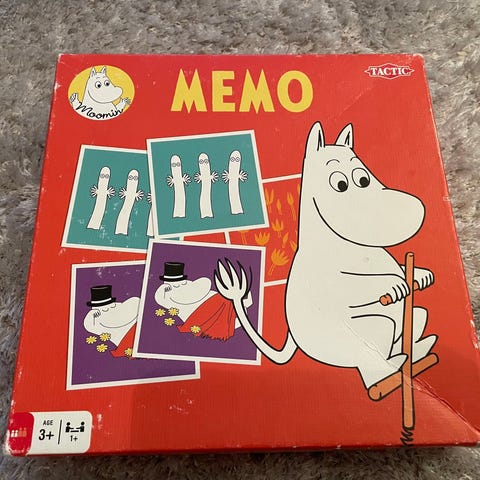 MEMO
TACTIC
Moomin
AGE
3+
1+